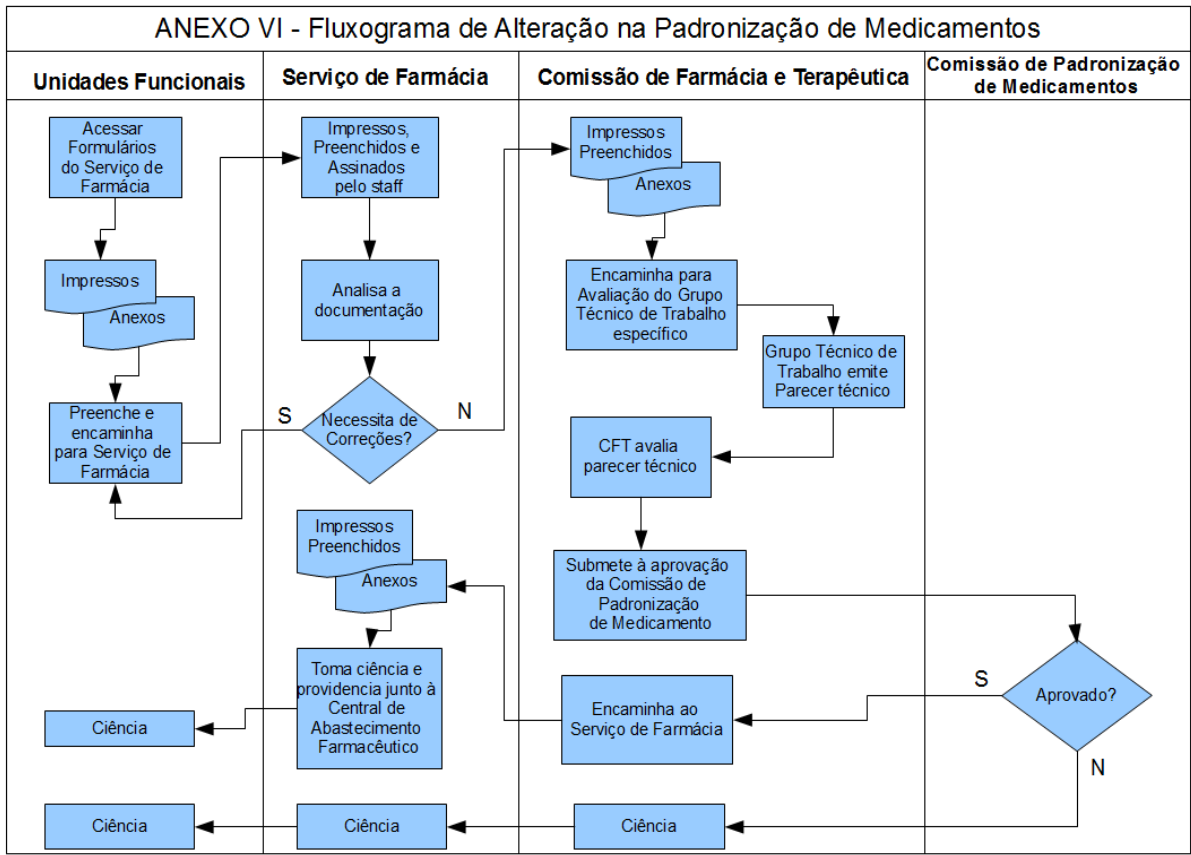 ANEXO VI - Fluxograma de Alteração na Padronização de Medicamentos
Unidades Funcionais
Serviço de Farmácia
Comissão de Farmácia e Terapêutica
Comissão de Padronização
de Medicamentos
Acessar
Formulários
do Serviço de
Farmácia
Impressos
Anexos
Preenche e
encaminha
para Serviço de
Farmácia
Impressos,
Preenchidos e
Assinados
pelo staff
Analisa a
documentação
Necessita de
Correções?
S
N
Impressos
Preenchidos
Anexos
Encaminha para
Avaliação do Grupo
Técnico de Trabalho
específico
Grupo Técnico de
Trabalho emite
Parecer técnico
CFT avalia
parecer técnico
Submete à aprovação
da Comissão de
Padronização
de Medicamento
Aprovado?
S
N
Encaminha ao
Serviço de Farmácia
Impressos
Preenchidos
Anexos
Toma ciência e
providencia junto à
Central de
Abastecimento
Farmacêutico
Ciência
Ciência
Ciência
Ciência